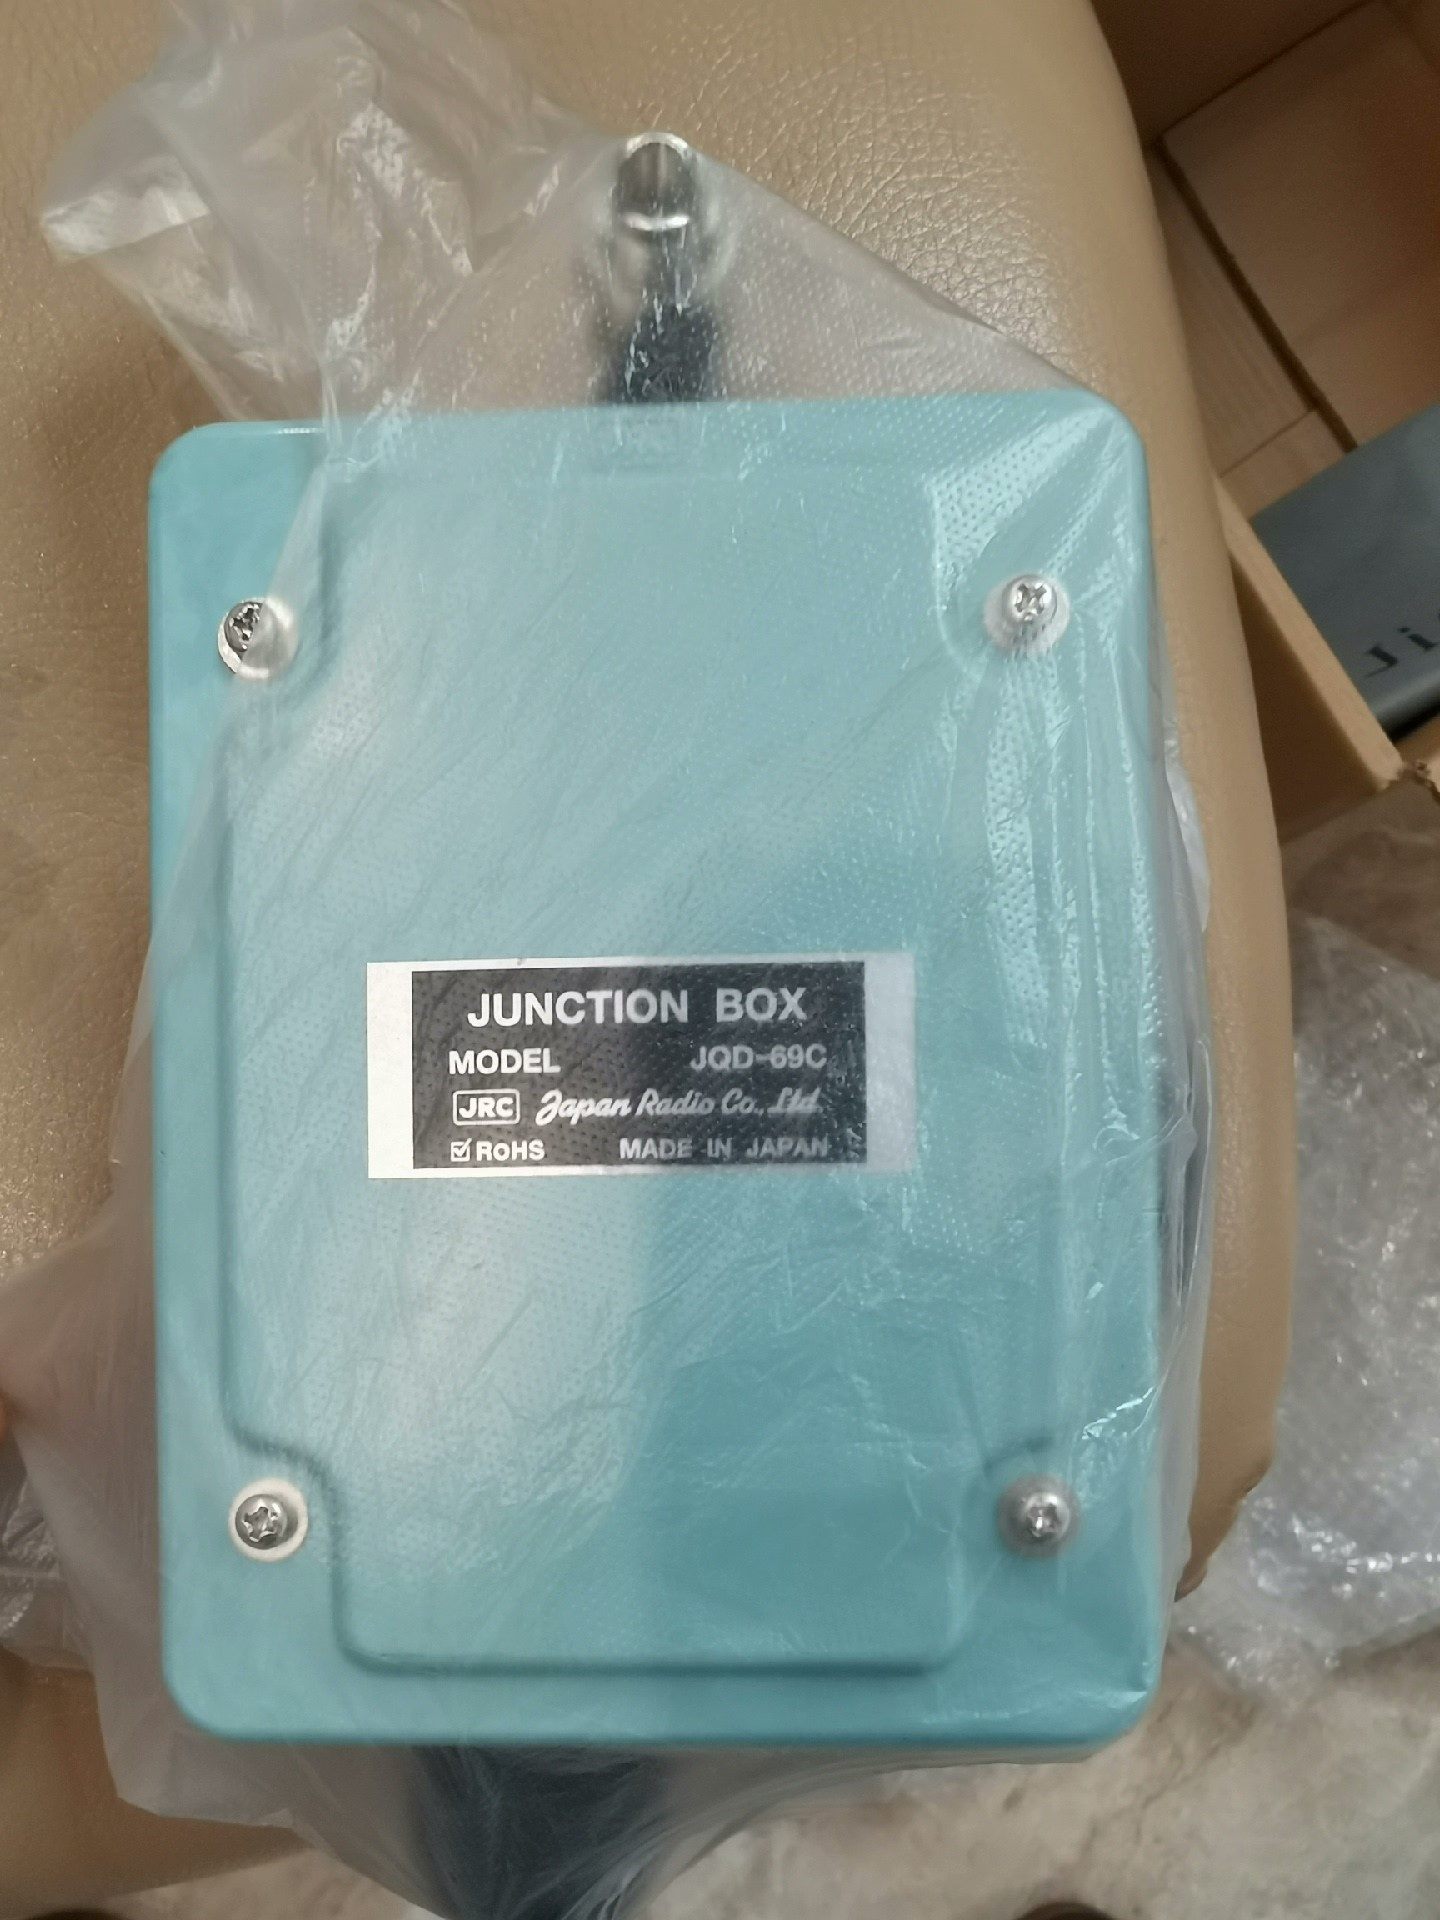 JUNCTION BOX
MODEL JQD-69C
JRC Japan Radio Co., Ltd.
RoHS MADE IN JAPAN